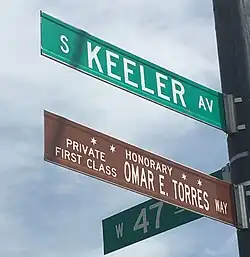 S KEELER AV
PRIVATE FIRST CLASS
HONORARY
OMAR E. TORRES WAY
W 47